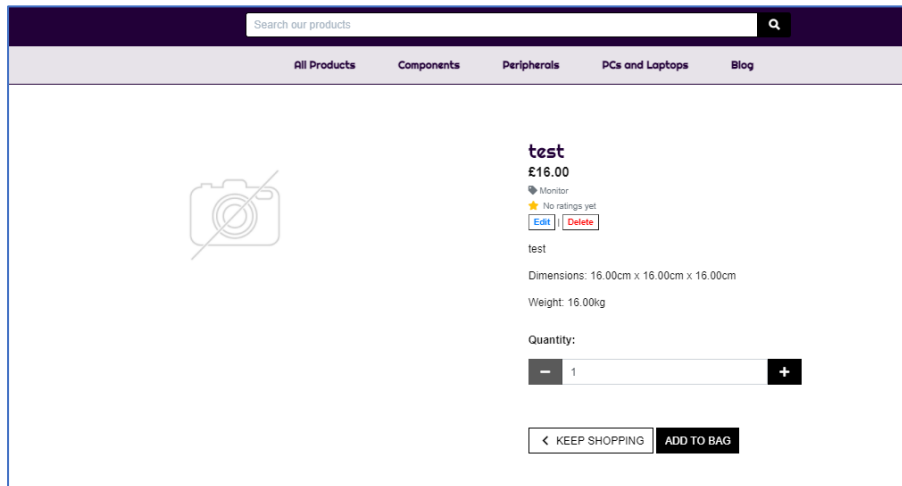 Search our products
All Products Components Peripherals PCs and Laptops Blog
test
£16.00
Monitor
No ratings yet
Edit | Delete
test
Dimensions: 16.00cm x 16.00cm x 16.00cm
Weight: 16.00kg
Quantity:
1
KEEP SHOPPING ADD TO BAG